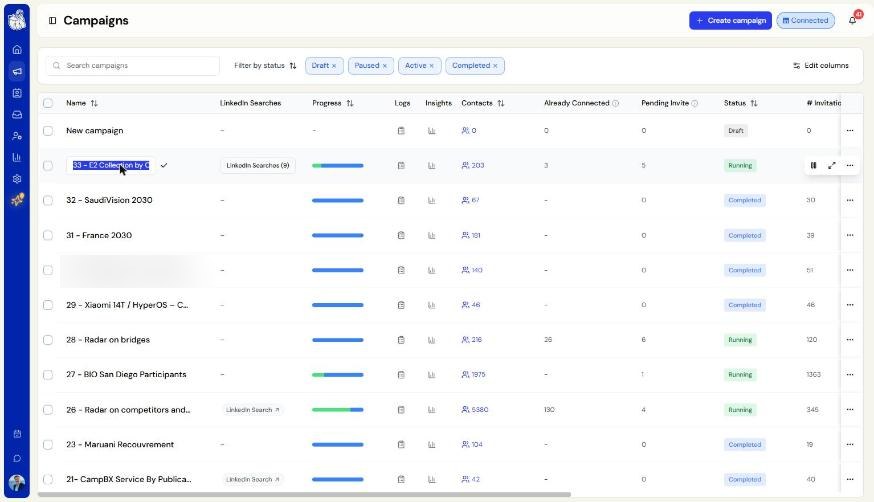 Campaigns
+ Create campaign
Connected
41
Search campaigns
Filter by status
Draft ×
Paused ×
Active ×
Completed ×
Edit columns
Name LinkedIn Searches Progress Logs Insights Contacts Already Connected Pending Invite Status # Invitatio
New campaign - - 0 0 0 Draft 0 ...
33 - E2 Collection by C LinkedIn Searches (9) 203 3 5 Running ...
32 - SaudiVision 2030 - 67 - 0 Completed 30 ...
31 - France 2030 - 181 - 0 Completed 39 ...
- 140 - 0 Completed 51 ...
29 - Xiaomi 14T / HyperOS – C... - 46 - 0 Completed 46 ...
28 - Radar on bridges - 216 26 6 Running 120 ...
27 - BIO San Diego Participants 1975 - 1 Running 1363 ...
26 - Radar on competitors and... LinkedIn Search 5380 130 4 Running 345 ...
23 - Maruani Recouvrement - 104 - 0 Completed 19 ...
21- CampBX Service By Publica... LinkedIn Search 42 - 0 Completed 40 ...